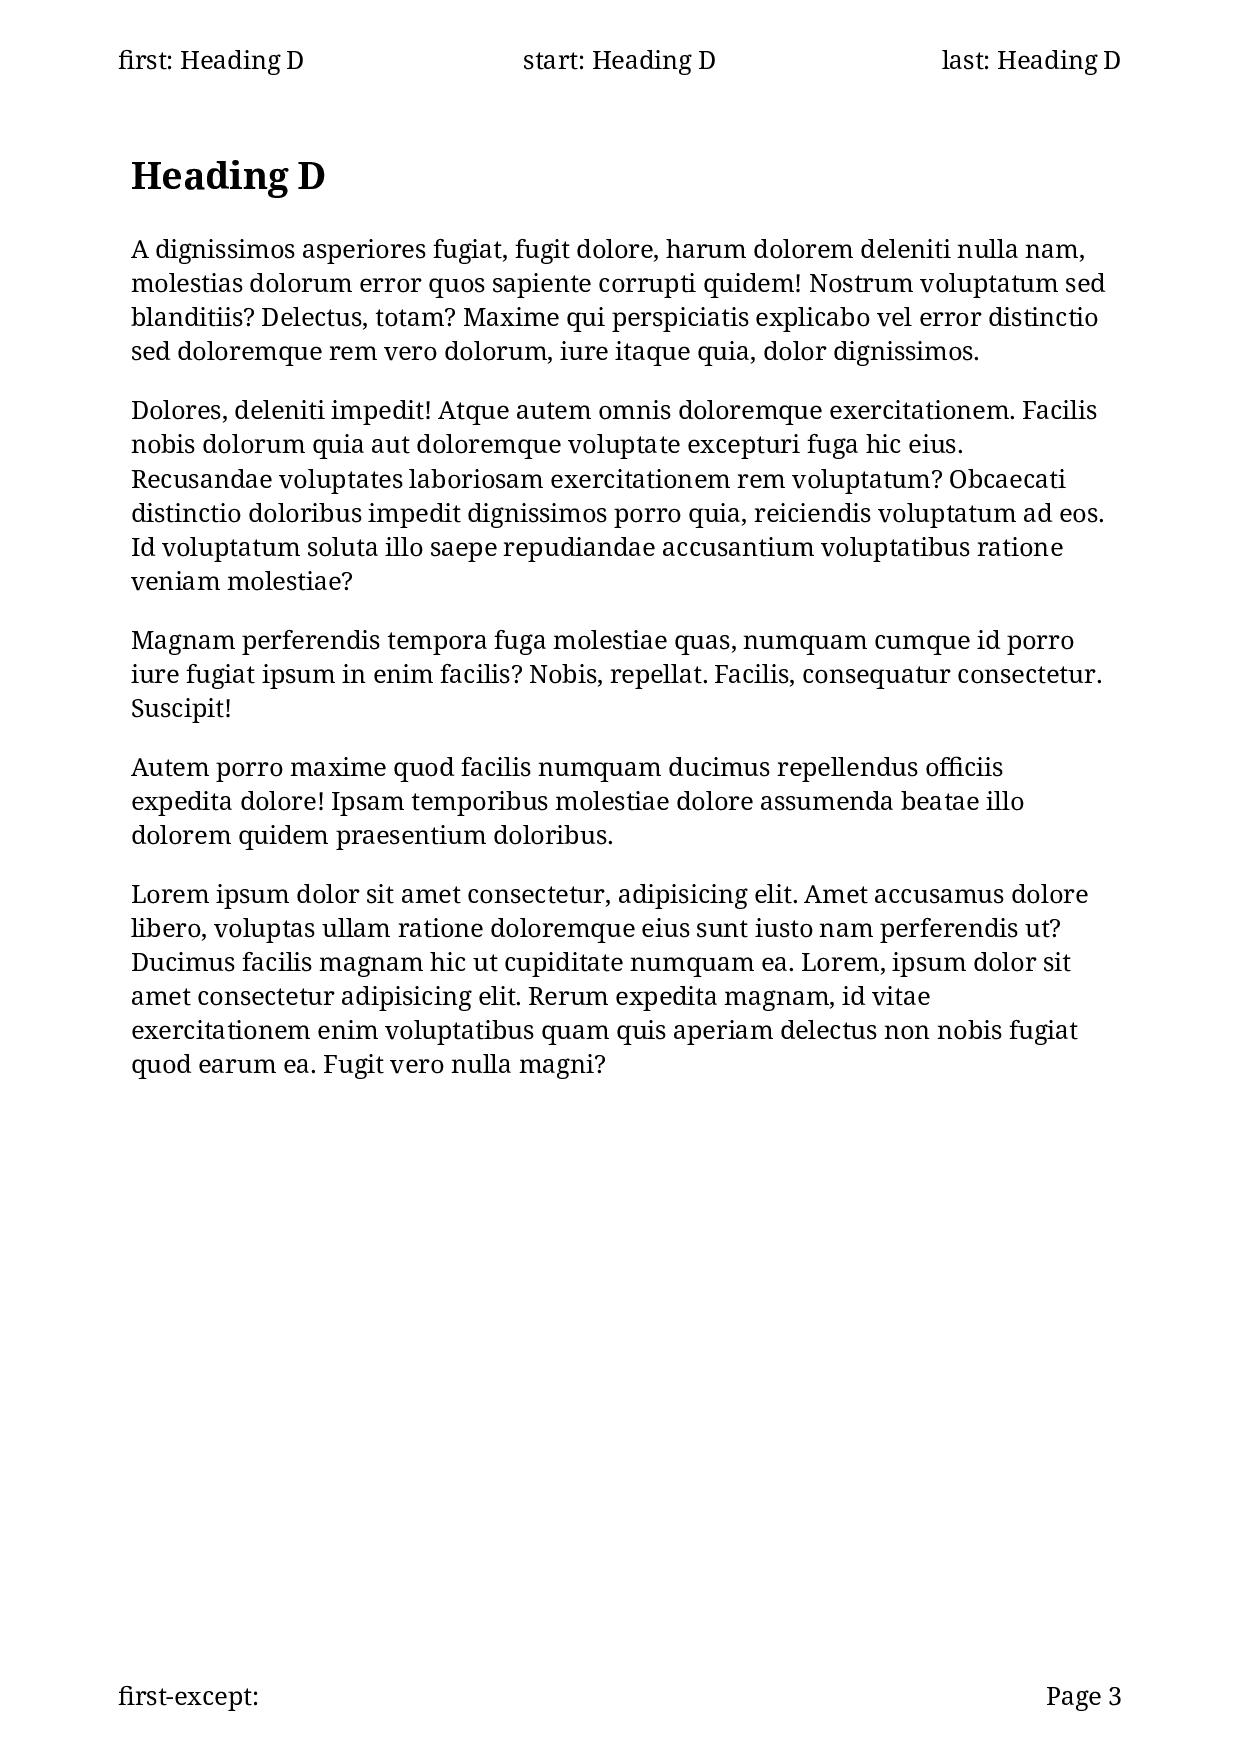 first: Heading D
start: Heading D
last: Heading D
Heading D
A dignissimos asperiores fugiat, fugit dolore, harum dolorem deleniti nulla nam,
molestias dolorum error quos sapiente corrupti quidem! Nostrum voluptatum sed
blanditiis? Delectus, totam? Maxime qui perspiciatis explicabo vel error distinctio
sed doloremque rem vero dolorum, iure itaque quia, dolor dignissimos.
Dolores, deleniti impedit! Atque autem omnis doloremque exercitationem. Facilis
nobis dolorum quia aut doloremque voluptate excepturi fuga hic eius.
Recusandae voluptates laboriosam exercitationem rem voluptatum? Obcaecati
distinctio doloribus impedit dignissimos porro quia, reiciendis voluptatum ad eos.
Id voluptatum soluta illo saepe repudiandae accusantium voluptatibus ratione
veniam molestiae?
Magnam perferendis tempora fuga molestiae quas, numquam cumque id porro
iure fugiat ipsum in enim facilis? Nobis, repellat. Facilis, consequatur consectetur.
Suscipit!
Autem porro maxime quod facilis numquam ducimus repellendus officiis
expedita dolore! Ipsam temporibus molestiae dolore assumenda beatae illo
dolorem quidem praesentium doloribus.
Lorem ipsum dolor sit amet consectetur, adipisicing elit. Amet accusamus dolore
libero, voluptas ullam ratione doloremque eius sunt iusto nam perferendis ut?
Ducimus facilis magnam hic ut cupiditate numquam ea. Lorem, ipsum dolor sit
amet consectetur adipisicing elit. Rerum expedita magnam, id vitae
exercitationem enim voluptatibus quam quis aperiam delectus non nobis fugiat
quod earum ea. Fugit vero nulla magni?
first-except:
Page 3